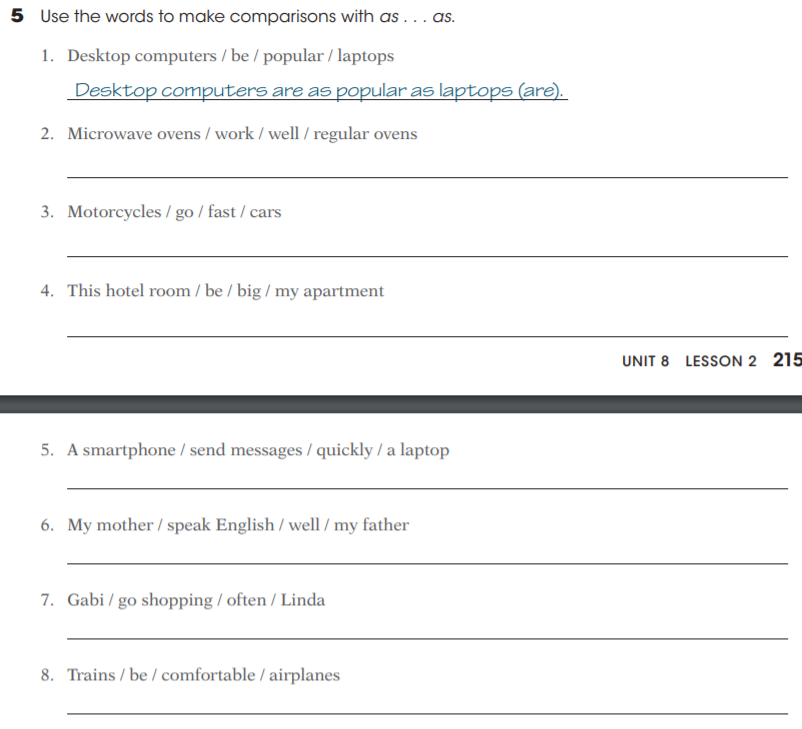 5 Use the words to make comparisons with as . . . as.
1. Desktop computers / be / popular / laptops
Desktop computers are as popular as laptops (are).
2. Microwave ovens / work / well / regular ovens
3. Motorcycles / go / fast / cars
4. This hotel room / be / big / my apartment
UNIT 8 LESSON 2 215
5. A smartphone / send messages / quickly / a laptop
6. My mother / speak English / well / my father
7. Gabi / go shopping / often / Linda
8. Trains / be / comfortable / airplanes